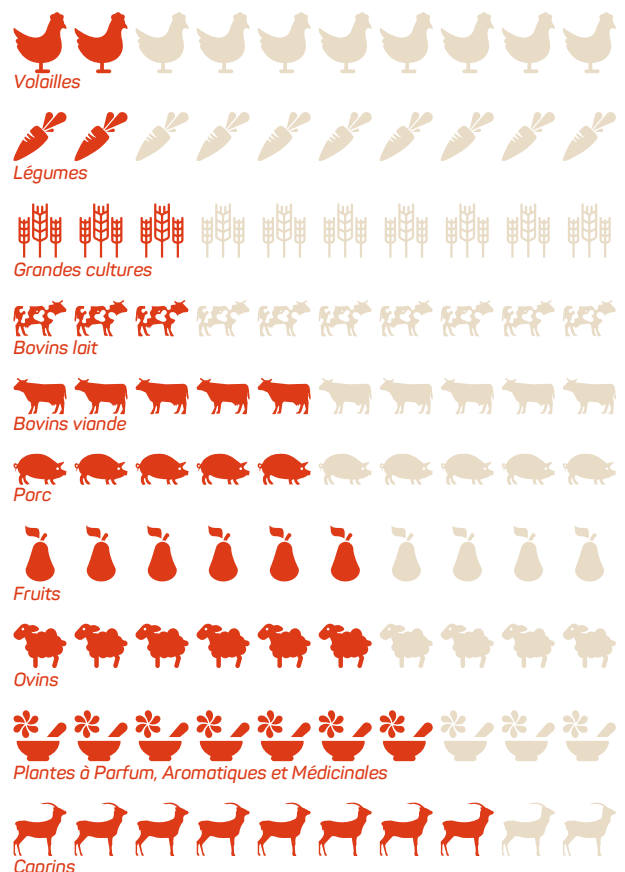 Volailles
Légumes
Grandes cultures
Bovins lait
Bovins viande
Porc
Fruits
Ovins
Plantes à Parfum, Aromatiques et Médicinales
Caprins